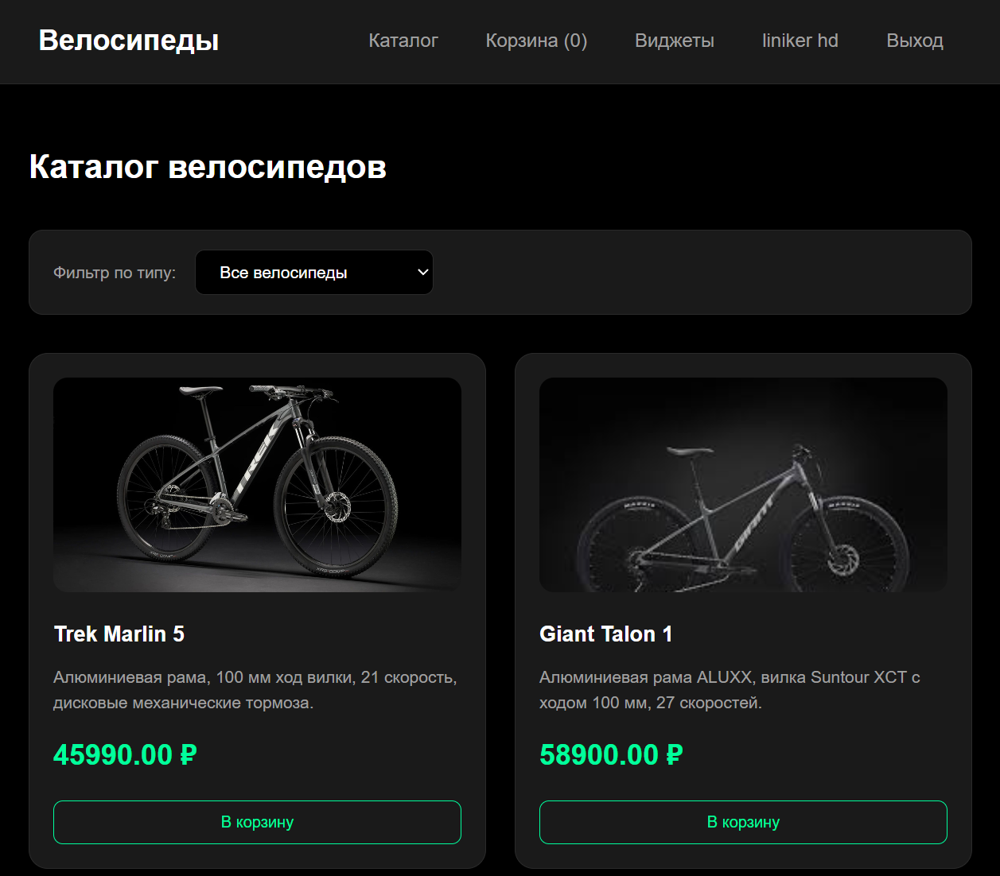 Велосипеды
Каталог
Корзина (0)
Виджеты
liniker hd
Выход
Каталог велосипедов
Фильтр по типу:
Все велосипеды
TREK
MAXXIS
MAXXIS
GIANT
Trek Marlin 5
Алюминиевая рама, 100 мм ход вилки, 21 скорость,
дисковые механические тормоза.
45990.00 ₽
В корзину
Giant Talon 1
Алюминиевая рама ALUXX, вилка Suntour XCT с
ходом 100 мм, 27 скоростей.
58900.00 ₽
В корзину